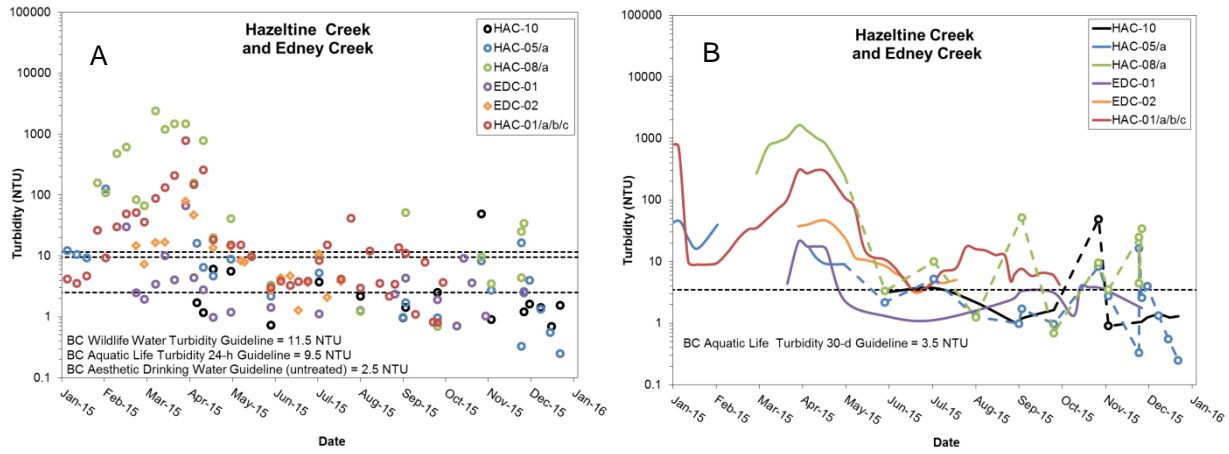 A
Hazeltine Creek
and Edney Creek
HAC-10
HAC-05/a
HAC-08/a
EDC-01
EDC-02
HAC-01/a/b/c
Turbidity (NTU)
100000
10000
1000
100
10
1
0.1
BC Wildlife Water Turbidity Guideline = 11.5 NTU
BC Aquatic Life Turbidity 24-h Guideline = 9.5 NTU
BC Aesthetic Drinking Water Guideline (untreated) = 2.5 NTU
Jan-15
Feb-15
Mar-15
Apr-15
May-15
Jun-15
Jul-15
Aug-15
Sep-15
Oct-15
Nov-15
Dec-15
Jan-16
Date
B
Hazeltine Creek
and Edney Creek
HAC-10
HAC-05/a
HAC-08/a
EDC-01
EDC-02
HAC-01/a/b/c
Turbidity (NTU)
100000
10000
1000
100
10
1
0.1
BC Aquatic Life Turbidity 30-d Guideline = 3.5 NTU
Jan-15
Feb-15
Mar-15
Apr-15
May-15
Jun-15
Jul-15
Aug-15
Sep-15
Oct-15
Nov-15
Dec-15
Jan-16
Date